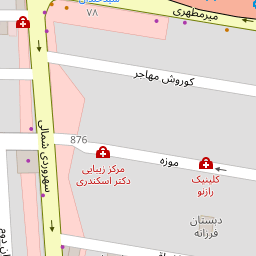 ۷۸
میرمطهری
کوروش مهاجر
سهروردی شمالی
876
موزه
مرکز زیبایی
دکتر اسکندری
کلینیک
رازنو
دبستان
فرزانه